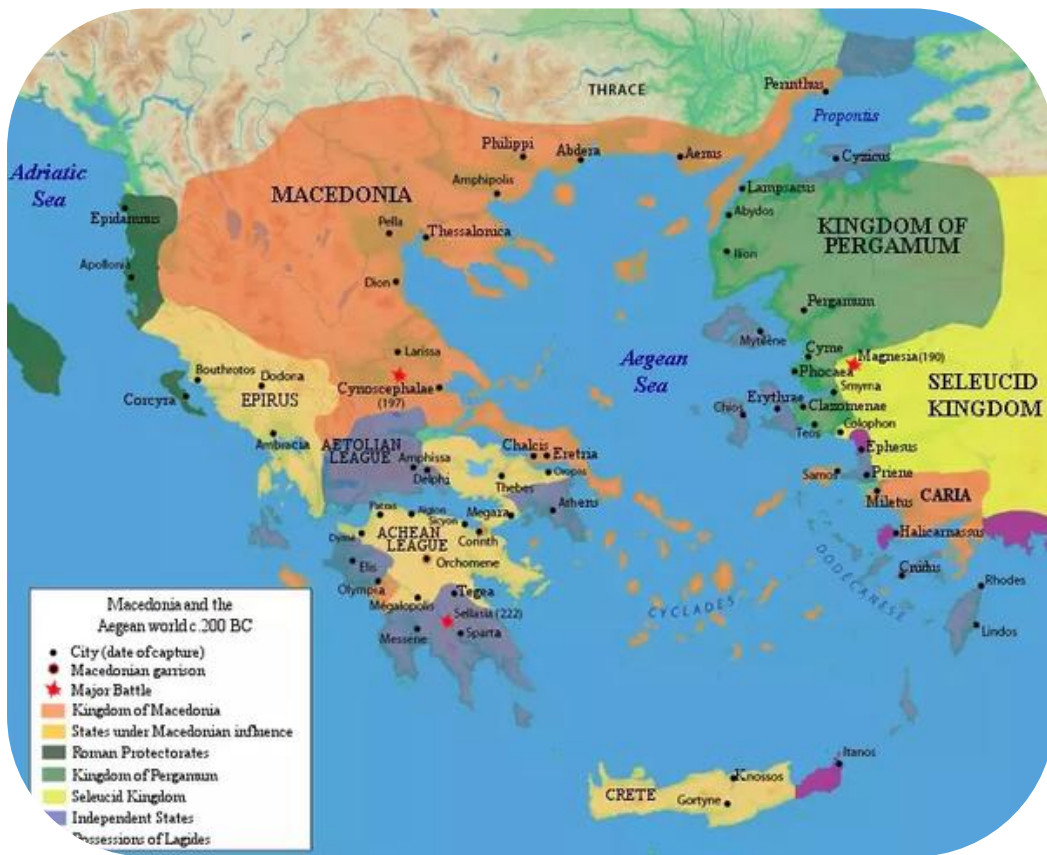 THRACE
Perinthus
Propontis
Cyzicus
Adriatic
Sea
Philippi
Abdera
Aenus
Amphipolis
MACEDONIA
Lampsacus
Abydos
KINGDOM OF
PERGAMUM
Epidamnus
Pella
Thessalonica
Ilion
Apollonia
Dion
Pergamum
Mytilene
Larissa
Aegean
Sea
Cyme
Magnesia (190)
Phocaea
Bouthrotos
Dodona
Cynoscephalae
(197)
Smyrna
SELEUCID
KINGDOM
Corcyra
EPIRUS
Chios
Erythrae
Clazomenae
Teos
Colophon
Ambracia
AETOLIAN
LEAGUE
Amphissa
Delphi
Chalcis
Eretria
Oropos
Thebes
Ephesus
Samos
Priene
Miletus
CARIA
Athens
Patras
Aigion
Sicyon
Megara
Dyme
ACHEAN
LEAGUE
Corinth
Halicarnassus
Elis
Orchomene
Cnidus
DODECARESE
Olympia
Megalopolis
Tegea
Rhodes
CYCLADES
Sellasia (222)
Messene
Sparta
Lindos
Itanos
Knossos
CRETE
Gortyne
Macedonia and the
Aegean world c.200 BC
City (date of capture)
Macedonian garrison
Major Battle
Kingdom of Macedonia
States under Macedonian influence
Roman Protectorates
Kingdom of Pergamum
Seleucid Kingdom
Independent States
Possessions of Lagides